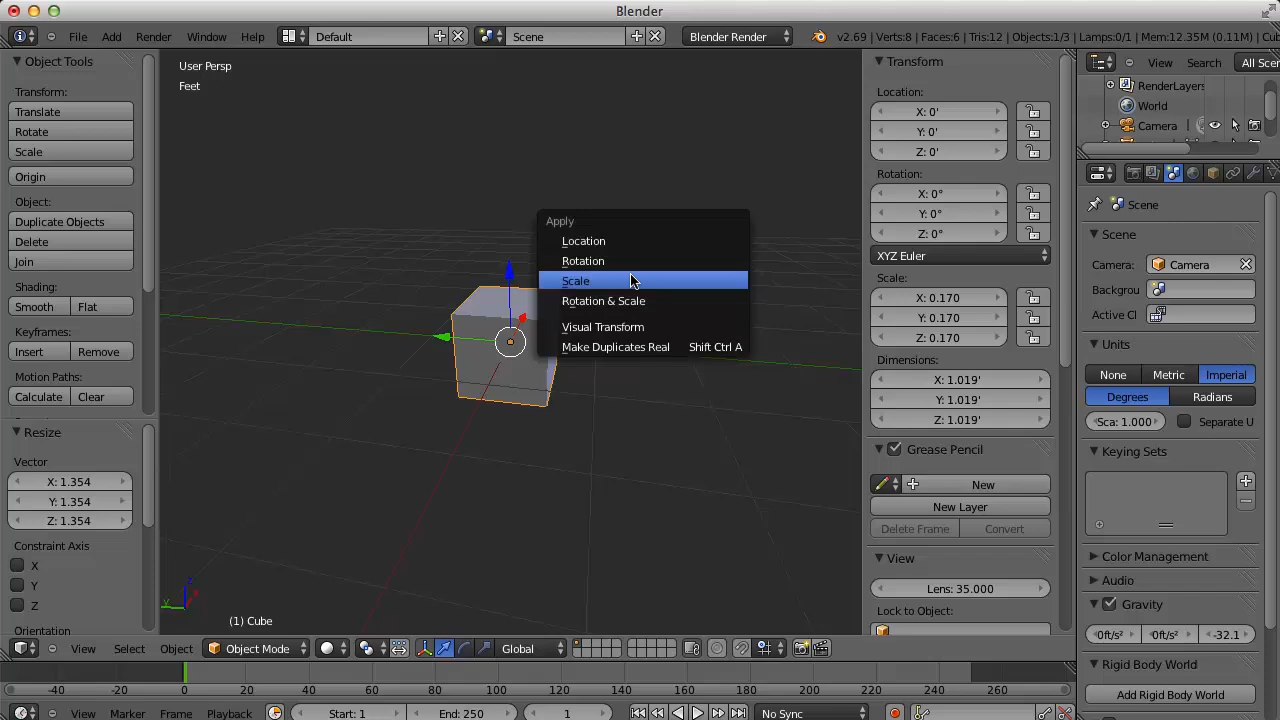 Blender
File Add Render Window Help Default Scene Blender Render v2.69 | Verts:8 | Faces:6 | Tris:12 | Objects:1/3 | Lamps:0/1 | Mem:12.35M (0.11M) | Cube
Object Tools
Transform:
Translate
Rotate
Scale
Origin
Object:
Duplicate Objects
Delete
Join
Shading:
Smooth Flat
Keyframes:
Insert Remove
Motion Paths:
Calculate Clear
Resize
Vector
X: 1.354
Y: 1.354
Z: 1.354
Constraint Axis
X
Y
Z
Orientation
User Persp
Feet
Apply
Location
Rotation
Scale
Rotation & Scale
Visual Transform
Make Duplicates Real Shift Ctrl A
(1) Cube
Transform
Location:
X: 0'
Y: 0'
Z: 0'
Rotation:
X: 0°
Y: 0°
Z: 0°
XYZ Euler
Scale:
X: 0.170
Y: 0.170
Z: 0.170
Dimensions:
X: 1.019'
Y: 1.019'
Z: 1.019'
Grease Pencil
New
New Layer
Delete Frame Convert
View
Lens: 35.000
Lock to Object:
View Search All Scen
RenderLayers
World
Camera
Scene
Scene
Camera: Camera
Backgrou
Active Cl
Units
None Metric Imperial
Degrees Radians
Sca: 1.000 Separate U
Keying Sets
Color Management
Audio
Gravity
0ft/s² 0ft/s² -32.1
Rigid Body World
Add Rigid Body World
View Select Object Object Mode Global
-40 -20 0 20 40 60 80 100 120 140 160 180 200 220 240 260
View Marker Frame Playback Start: 1 End: 250 1 No Sync